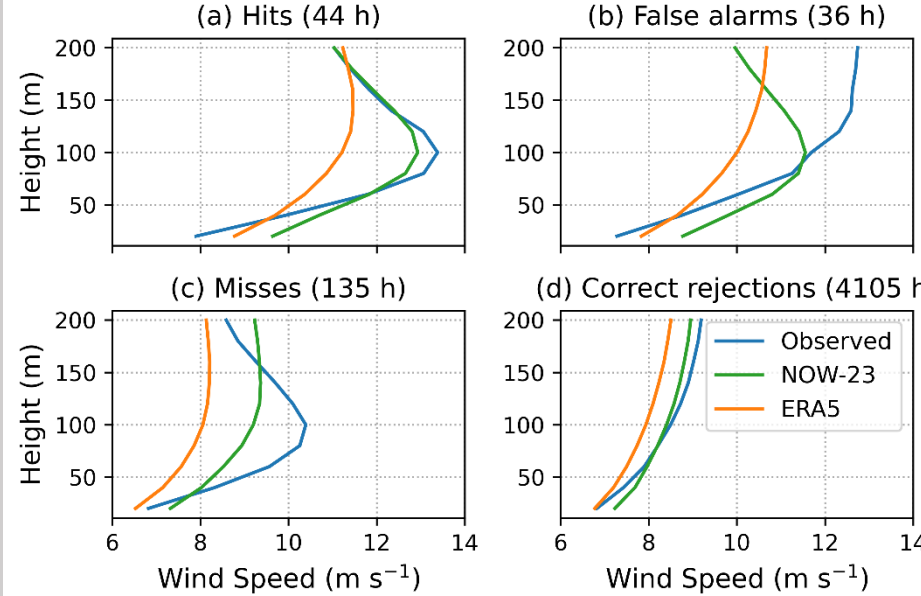 (a) Hits (44 h)
(b) False alarms (36 h)
Height (m)
200
150
100
50
200
150
100
50
(c) Misses (135 h)
(d) Correct rejections (4105 h
Height (m)
200
150
100
50
200
150
100
50
Observed
NOW-23
ERA5
6 8 10 12 14
6 8 10 12 14
Wind Speed (m s⁻¹)
Wind Speed (m s⁻¹)